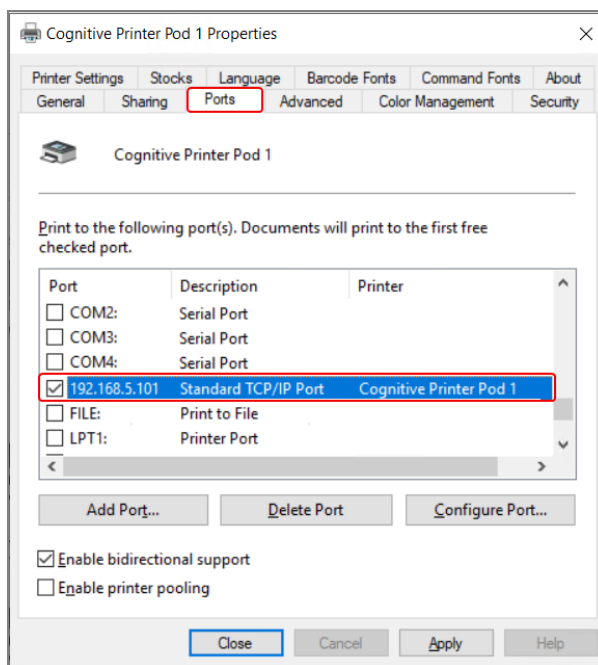 Cognitive Printer Pod 1 Properties
Printer Settings Stocks Language Barcode Fonts Command Fonts About
General Sharing Ports Advanced Color Management Security
Cognitive Printer Pod 1
Print to the following port(s). Documents will print to the first free
checked port.
Port Description Printer
COM2: Serial Port
COM3: Serial Port
COM4: Serial Port
192.168.5.101 Standard TCP/IP Port Cognitive Printer Pod 1
FILE: Print to File
LPT1: Printer Port
Add Port... Delete Port Configure Port...
Enable bidirectional support
Enable printer pooling
Close Cancel Apply Help